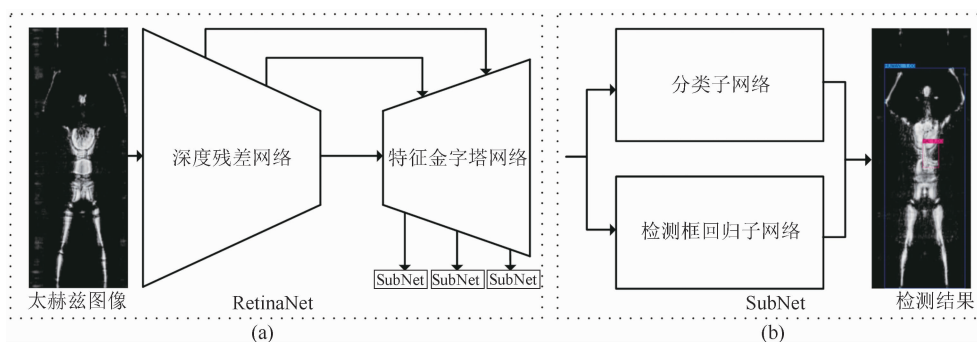 深度残差网络
特征金字塔网络
SubNet SubNet SubNet
太赫兹图像
RetinaNet
(a)
分类子网络
检测框回归子网络
SubNet
检测结果
(b)